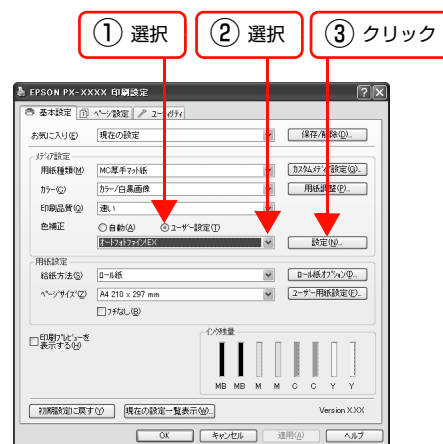 ① 選択
② 選択
③ クリック
EPSON PX-XXXX 印刷設定
基本設定 ページ設定 ユーティリティ
お気に入り(E) 現在の設定 保存/削除(D)...
メディア設定
用紙種類(M) MC厚手マット紙 カスタムメディア設定(G)...
カラー(C) カラー/白黒画像 用紙調整(P)...
印刷品質(Q) 速い
色補正 自動(A) ユーザー設定(T)
オートフォトファイン!EX 設定(N)...
用紙設定
給紙方法(S) ロール紙 ロール紙オプション(I)...
ページサイズ(Z) A4 210 x 297 mm ユーザー用紙設定(F)...
フチなし(B)
印刷プレビューを
表示する(H)
インク残量
MB MB M M C C Y Y
初期設定に戻す(Y) 現在の設定一覧表示(W)... Version X.XX
OK キャンセル 適用(A) ヘルプ